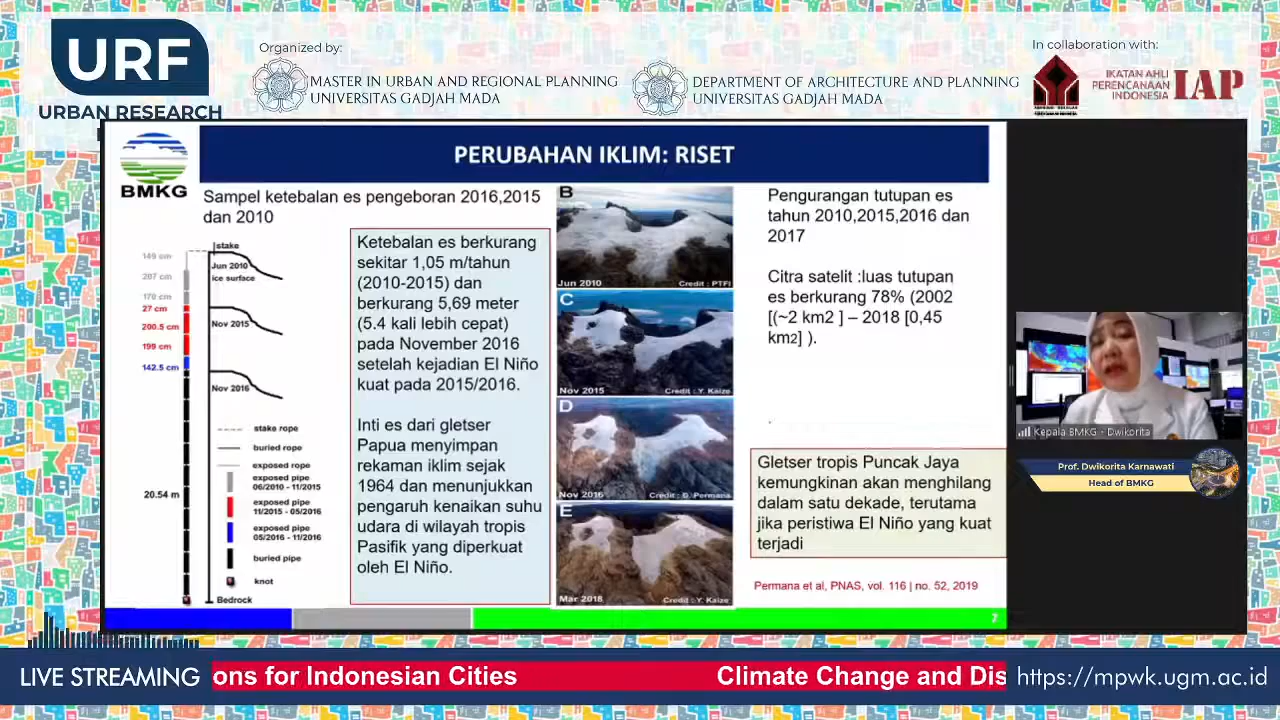 URF
URBAN RESEARCH
Organized by:
MASTER IN URBAN AND REGIONAL PLANNING
UNIVERSITAS GADJAH MADA
DEPARTMENT OF ARCHITECTURE AND PLANNING
UNIVERSITAS GADJAH MADA
In collaboration with:
IKATAN AHLI
PERENCANAAN
INDONESIA
IAP
BMKG
PERUBAHAN IKLIM: RISET
Sampel ketebalan es pengeboran 2016,2015
dan 2010
stake
149 cm
Jun 2010
ice surface
207 cm
170 cm
27 cm
200.5 cm
Nov 2015
199 cm
142.5 cm
Nov 2016
stake rope
buried rope
exposed rope
exposed pipe
06/2010 - 11/2015
20.54 m
exposed pipe
11/2015 - 05/2016
exposed pipe
05/2016 - 11/2016
buried pipe
knot
Bedrock
Ketebalan es berkurang
sekitar 1,05 m/tahun
(2010-2015) dan
berkurang 5,69 meter
(5.4 kali lebih cepat)
pada November 2016
setelah kejadian El Niño
kuat pada 2015/2016.
Inti es dari gletser
Papua menyimpan
rekaman iklim sejak
1964 dan menunjukkan
pengaruh kenaikan suhu
udara di wilayah tropis
Pasifik yang diperkuat
oleh El Niño.
B
Jun 2010
Credit : PTFI
C
Nov 2015
Credit : Y. Kaize
D
Nov 2016
Credit : D. Permana
E
Mar 2018
Credit : Y. Kaize
Pengurangan tutupan es
tahun 2010,2015,2016 dan
2017
Citra satelit :luas tutupan
es berkurang 78% (2002
[(~2 km2 ] – 2018 [0,45
km2] ).
Gletser tropis Puncak Jaya
kemungkinan akan menghilang
dalam satu dekade, terutama
jika peristiwa El Niño yang kuat
terjadi
Permana et al, PNAS, vol. 116 | no. 52, 2019
7
Kepala BMKG - Dwikorita
Prof. Dwikorita Karnawati
Head of BMKG
LIVE STREAMING
ons for Indonesian Cities
Climate Change and Dis
https://mpwk.ugm.ac.id